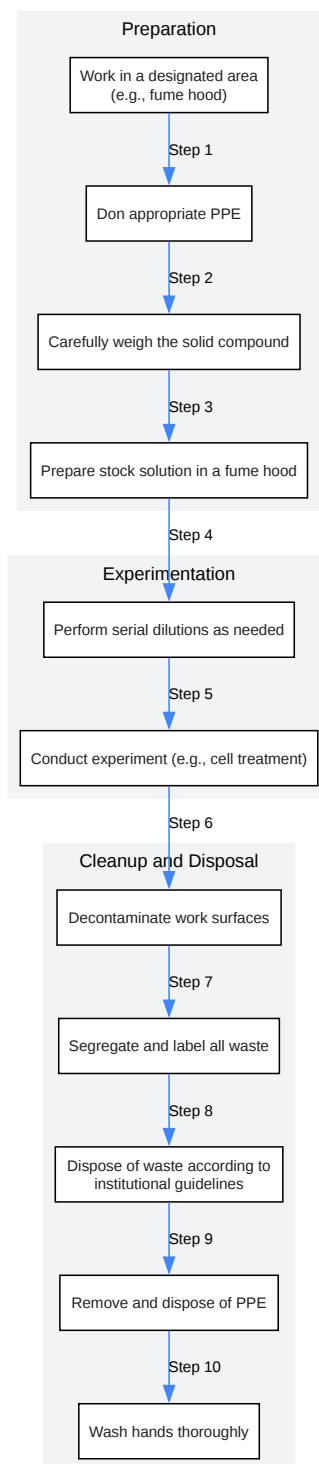 Preparation
Work in a designated area
(e.g., fume hood)
Step 1
Don appropriate PPE
Step 2
Carefully weigh the solid compound
Step 3
Prepare stock solution in a fume hood
Step 4
Experimentation
Perform serial dilutions as needed
Step 5
Conduct experiment (e.g., cell treatment)
Step 6
Cleanup and Disposal
Decontaminate work surfaces
Step 7
Segregate and label all waste
Step 8
Dispose of waste according to
institutional guidelines
Step 9
Remove and dispose of PPE
Step 10
Wash hands thoroughly